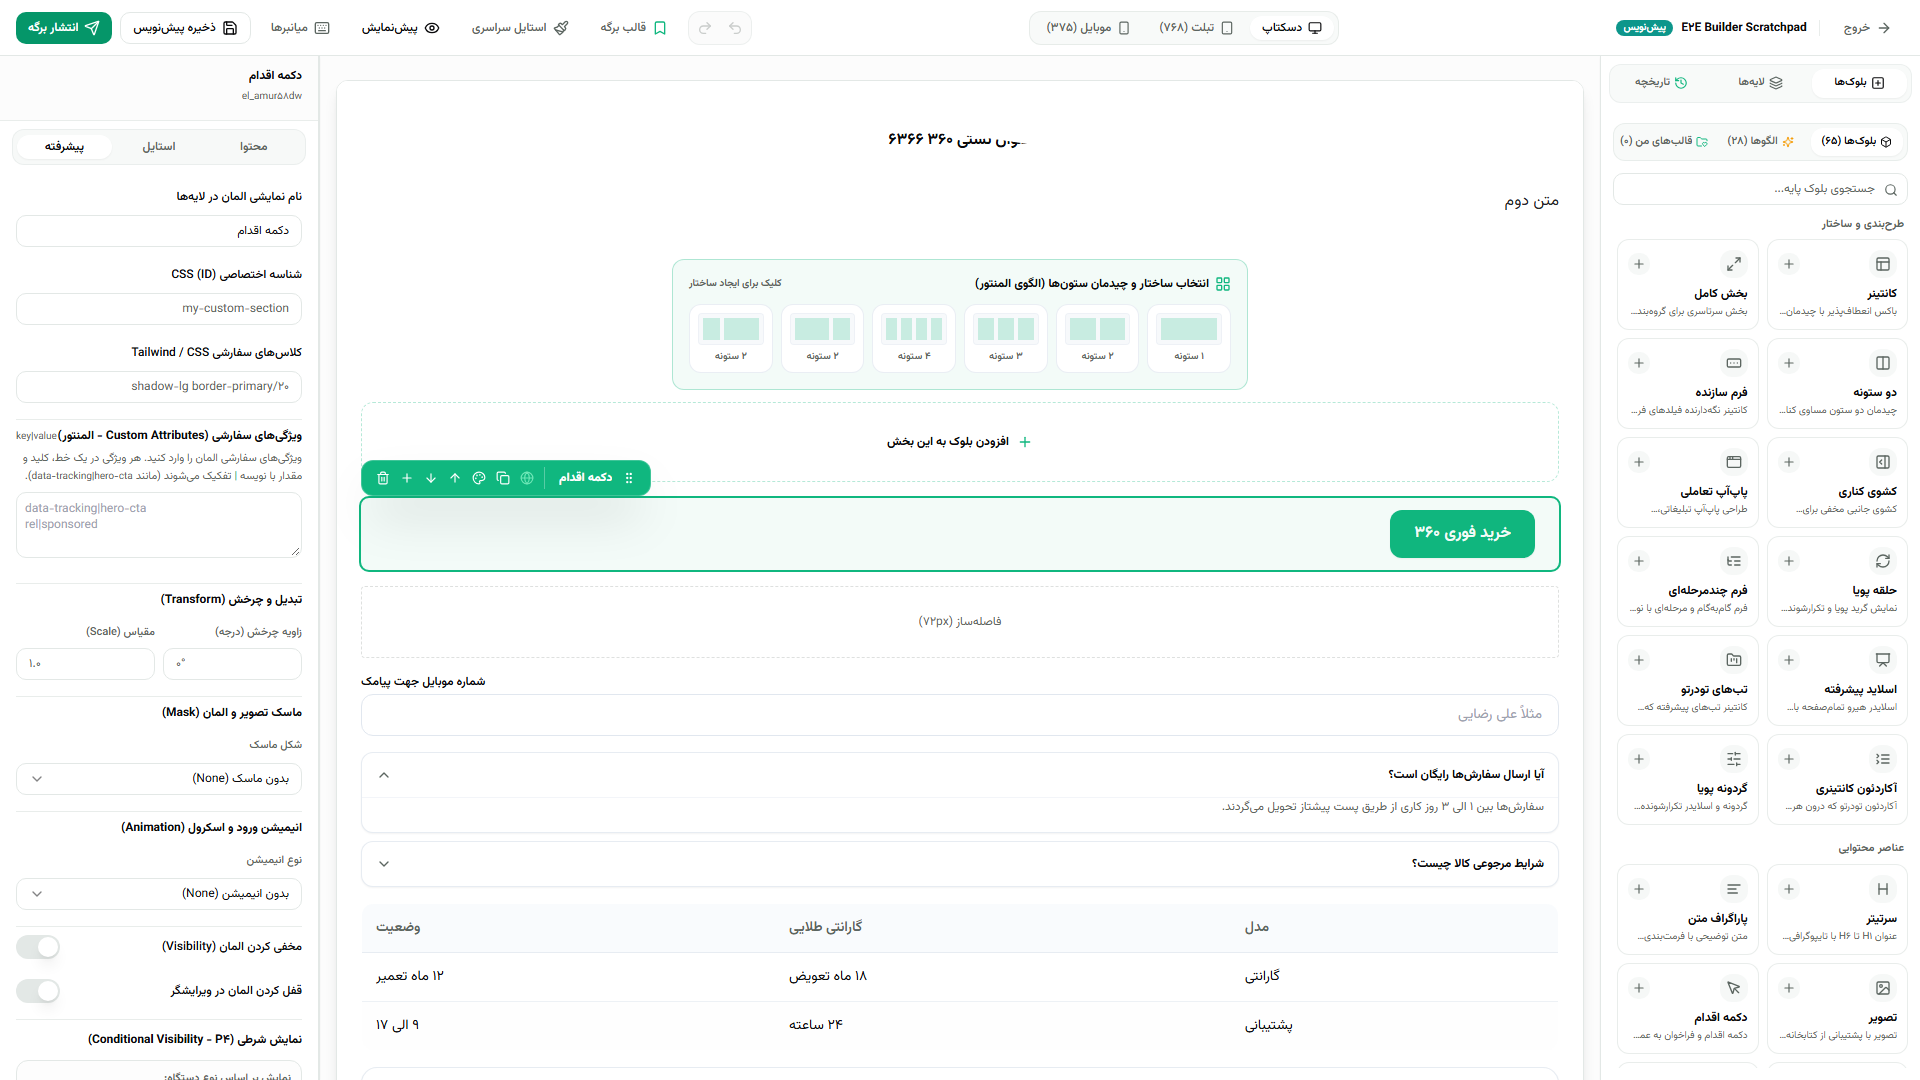 خروج
E2E Builder Scratchpad
پیش‌نویس
دسکتاپ
تبلت (۷۶۸)
موبایل (۳۷۵)
قالب برگه
استایل سراسری
پیش‌نمایش
میانبرها
ذخیره پیش‌نویس
انتشار برگه
بلوک‌ها
لایه‌ها
تاریخچه
بلوک‌ها (۶۵)
الگوها (۲۸)
قالب‌های من (۰)
جستجوی بلوک پایه...
طرح‌بندی و ساختار
کانتینر
باکس انعطاف‌پذیر با چیدمان...
بخش کامل
بخش سرتاسری برای گروه‌بند...
دو ستونه
چیدمان دو ستون مساوی کنا...
فرم سازنده
کانتینر نگه‌دارنده فیلدهای فر...
کشوی کناری
کشوی جانبی مخفی برای...
پاپ‌آپ تعاملی
طراحی پاپ‌آپ تبلیغاتی،...
حلقه پویا
نمایش گرید پویا و تکرارشوند...
فرم چندمرحله‌ای
فرم گام‌به‌گام و مرحله‌ای با نو...
اسلاید پیشرفته
اسلایدر هیرو تمام‌صفحه با...
تب‌های تودرتو
کانتینر تب‌های پیشرفته که...
آکاردئون کانتینری
آکاردئون تودرتو که درون هر...
گردونه پویا
گردونه و اسلایدر تکرارشونده...
عناصر محتوایی
سرتیتر
عنوان H1 تا H6 با تایپوگرافی...
پاراگراف متن
متن توضیحی با فرمت‌بندی...
تصویر
تصویر با پشتیبانی از کتابخانه...
دکمه اقدام
دکمه اقدام و فراخوان به عم...
۳۶۰ ۶۳۶۶
متن دوم
انتخاب ساختار و چیدمان ستون‌ها (الگوی المنتور)
کلیک برای ایجاد ساختار
۱ ستونه
۲ ستونه
۳ ستونه
۴ ستونه
۲ ستونه
۲ ستونه
افزودن بلوک به این بخش
دکمه اقدام
خرید فوری ۳۶۰
فاصله‌ساز (۷۲px)
شماره موبایل جهت پیامک
مثلاً علی رضایی
آیا ارسال سفارش‌ها رایگان است؟
سفارش‌ها بین ۱ الی ۳ روز کاری از طریق پست پیشتاز تحویل می‌گردند.
شرایط مرجوعی کالا چیست؟
مدل
گارانتی طلایی
وضعیت
گارانتی
۱۸ ماه تعویض
۱۲ ماه تعمیر
پشتیبانی
۲۴ ساعته
۹ الی ۱۷
دکمه اقدام
el_amur۵۸dw
محتوا
استایل
پیشرفته
نام نمایشی المان در لایه‌ها
دکمه اقدام
شناسه اختصاصی CSS (ID)
my-custom-section
کلاس‌های سفارشی Tailwind / CSS
shadow-lg border-primary/۲۰
ویژگی‌های سفارشی (Custom Attributes - المنتور)
key|value
ویژگی‌های سفارشی المان را وارد کنید. هر ویژگی در یک خط، کلید و
مقدار با نویسه | تفکیک می‌شوند (مانند data-tracking|hero-cta).
data-tracking|hero-cta
rel|sponsored
تبدیل و چرخش (Transform)
زاویه چرخش (درجه)
مقیاس (Scale)
۰°
۱.۰
ماسک تصویر و المان (Mask)
شکل ماسک
بدون ماسک (None)
انیمیشن ورود و اسکرول (Animation)
نوع انیمیشن
بدون انیمیشن (None)
مخفی کردن المان (Visibility)
قفل کردن المان در ویرایشگر
نمایش شرطی (Conditional Visibility - P۴)
نمایش بر اساس نوع دستگاه: